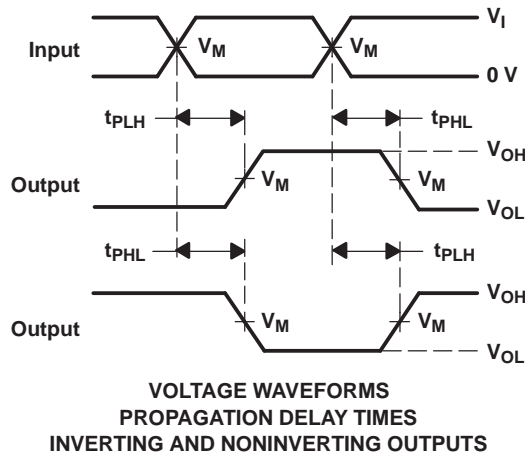 V_I
Input
V_M
V_M
0 V
t_PLH
t_PHL
V_OH
Output
V_M
V_M
V_OL
t_PHL
t_PLH
V_OH
Output
V_M
V_M
V_OL
VOLTAGE WAVEFORMS
PROPAGATION DELAY TIMES
INVERTING AND NONINVERTING OUTPUTS